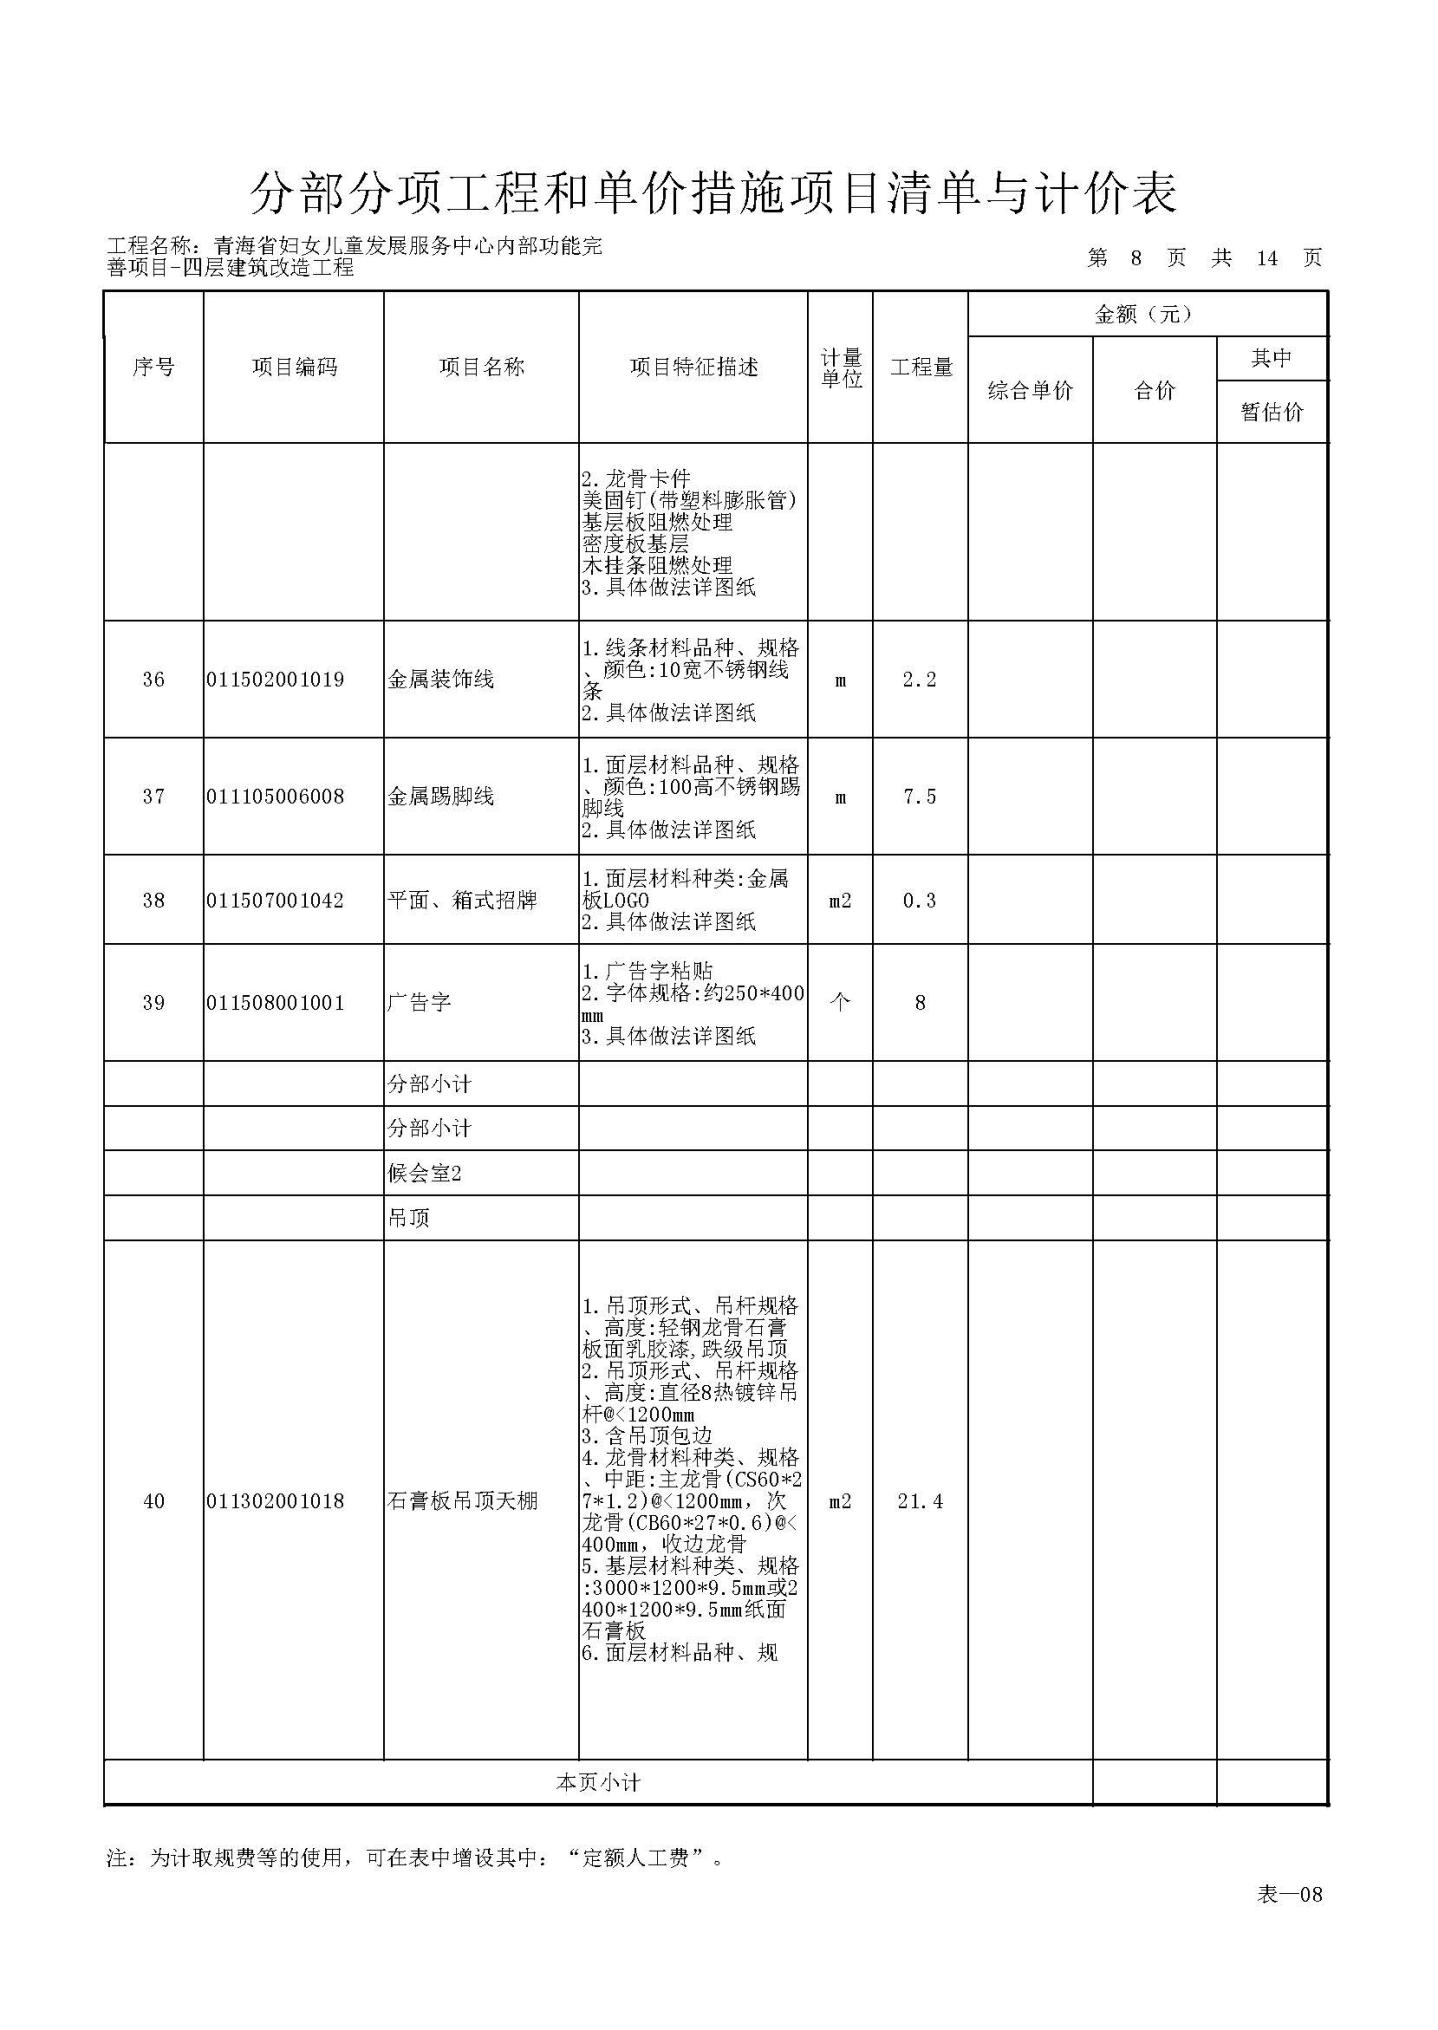 分部分项工程和单价措施项目清单与计价表
工程名称：青海省妇女儿童发展服务中心内部功能完
善项目-四层建筑改造工程
第 8 页 共 14 页
序号
项目编码
项目名称
项目特征描述
计量
单位
工程量
金额（元）
综合单价
合价
其中
暂估价
2.龙骨卡件
美固钉(带塑料膨胀管)
基层板阻燃处理
密度板基层
木挂条阻燃处理
3.具体做法详图纸
36
011502001019
金属装饰线
1.线条材料品种、规格
、颜色:10宽不锈钢线
条
2.具体做法详图纸
m
2.2
37
011105006008
金属踢脚线
1.面层材料品种、规格
、颜色:100高不锈钢踢
脚线
2.具体做法详图纸
m
7.5
38
011507001042
平面、箱式招牌
1.面层材料种类:金属
板LOGO
2.具体做法详图纸
m2
0.3
39
011508001001
广告字
1.广告字粘贴
2.字体规格:约250*400
mm
3.具体做法详图纸
个
8
分部小计
分部小计
候会室2
吊顶
40
011302001018
石膏板吊顶天棚
1.吊顶形式、吊杆规格
、高度:轻钢龙骨石膏
板面乳胶漆,跌级吊顶
2.吊顶形式、吊杆规格
、高度:直径8热镀锌吊
杆@<1200mm
3.含吊顶包边
4.龙骨材料种类、规格
、中距:主龙骨(CS60*2
7*1.2)@<1200mm，次
龙骨(CB60*27*0.6)@<
400mm，收边龙骨
5.基层材料种类、规格
:3000*1200*9.5mm或2
400*1200*9.5mm纸面
石膏板
6.面层材料品种、规
m2
21.4
本页小计
注：为计取规费等的使用，可在表中增设其中：“定额人工费”。
表—08